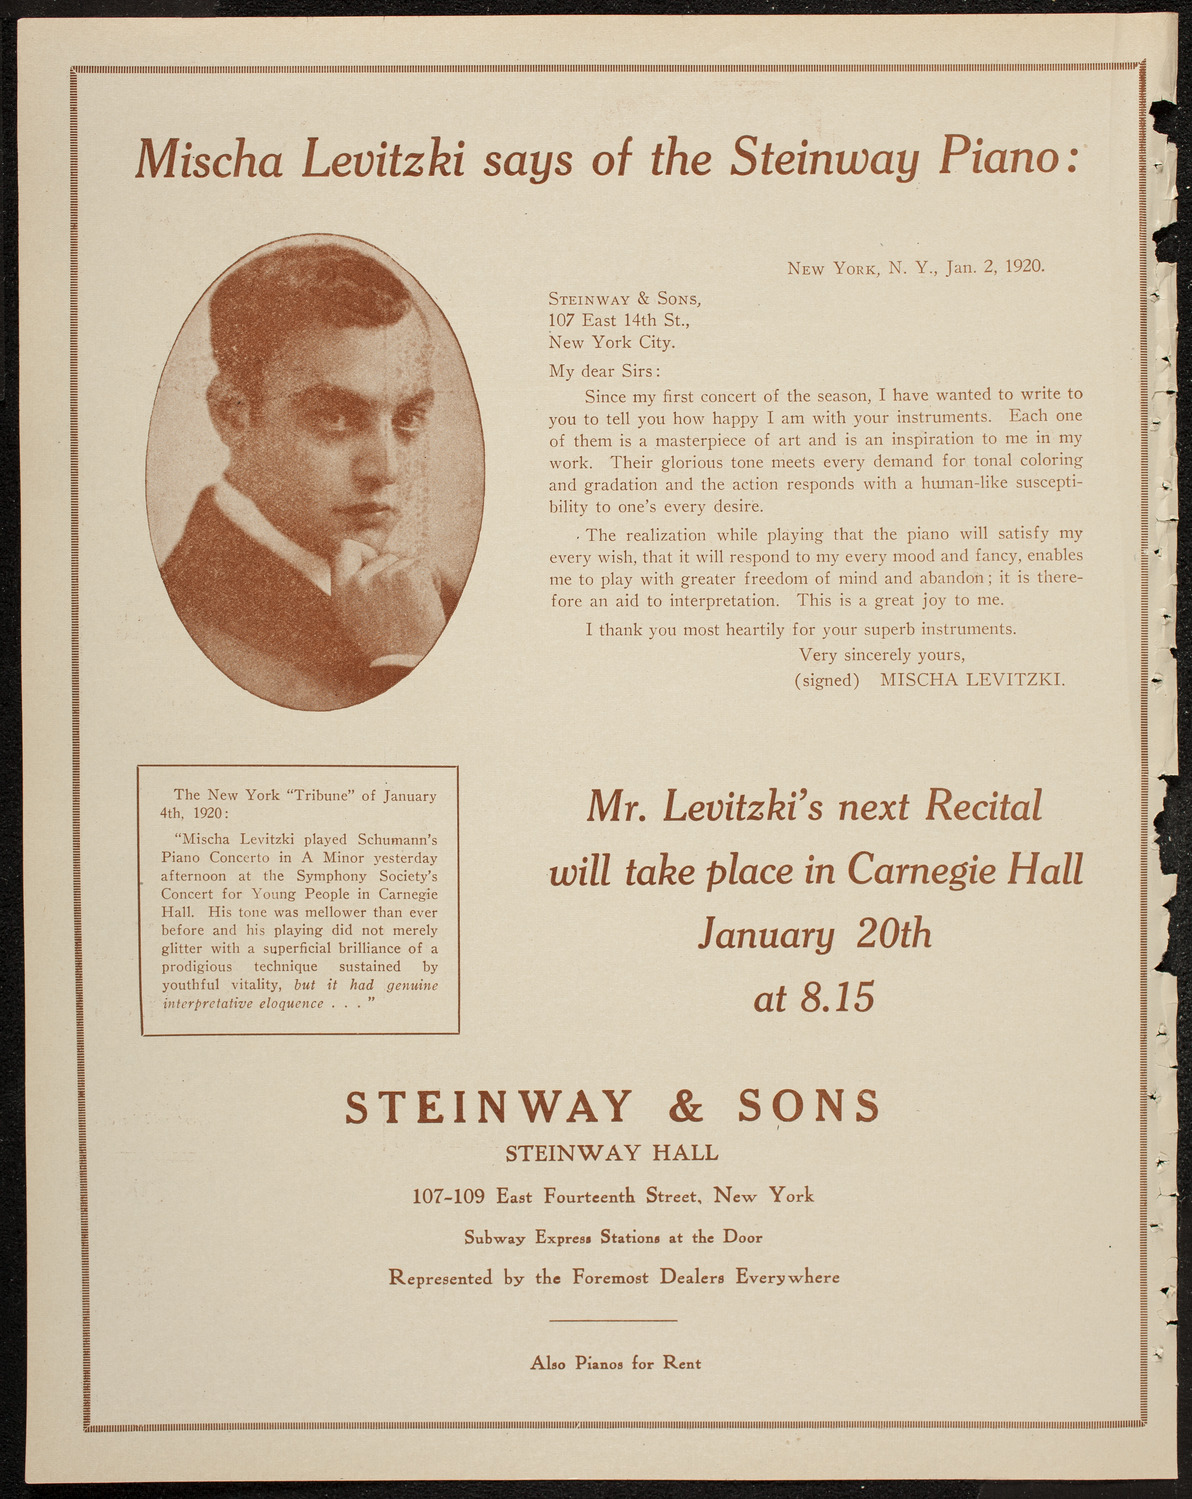 Mischa Levitzki says of the Steinway Piano:
New York, N. Y., Jan. 2, 1920.
Steinway & Sons,
107 East 14th St.,
New York City.
My dear Sirs:
Since my first concert of the season, I have wanted to write to
you to tell you how happy I am with your instruments. Each one
of them is a masterpiece of art and is an inspiration to me in my
work. Their glorious tone meets every demand for tonal coloring
and gradation and the action responds with a human-like suscepti-
bility to one's every desire.
The realization while playing that the piano will satisfy my
every wish, that it will respond to my every mood and fancy, enables
me to play with greater freedom of mind and abandon; it is there-
fore an aid to interpretation. This is a great joy to me.
I thank you most heartily for your superb instruments.
Very sincerely yours,
(signed) MISCHA LEVITZKI.
The New York "Tribune" of January
4th, 1920:
"Mischa Levitzki played Schumann's
Piano Concerto in A Minor yesterday
afternoon at the Symphony Society's
Concert for Young People in Carnegie
Hall. His tone was mellower than ever
before and his playing did not merely
glitter with a superficial brilliance of a
prodigious technique sustained by
youthful vitality, but it had genuine
interpretative eloquence . . . "
Mr. Levitzki's next Recital
will take place in Carnegie Hall
January 20th
at 8.15
STEINWAY & SONS
STEINWAY HALL
107-109 East Fourteenth Street, New York
Subway Express Stations at the Door
Represented by the Foremost Dealers Everywhere
Also Pianos for Rent